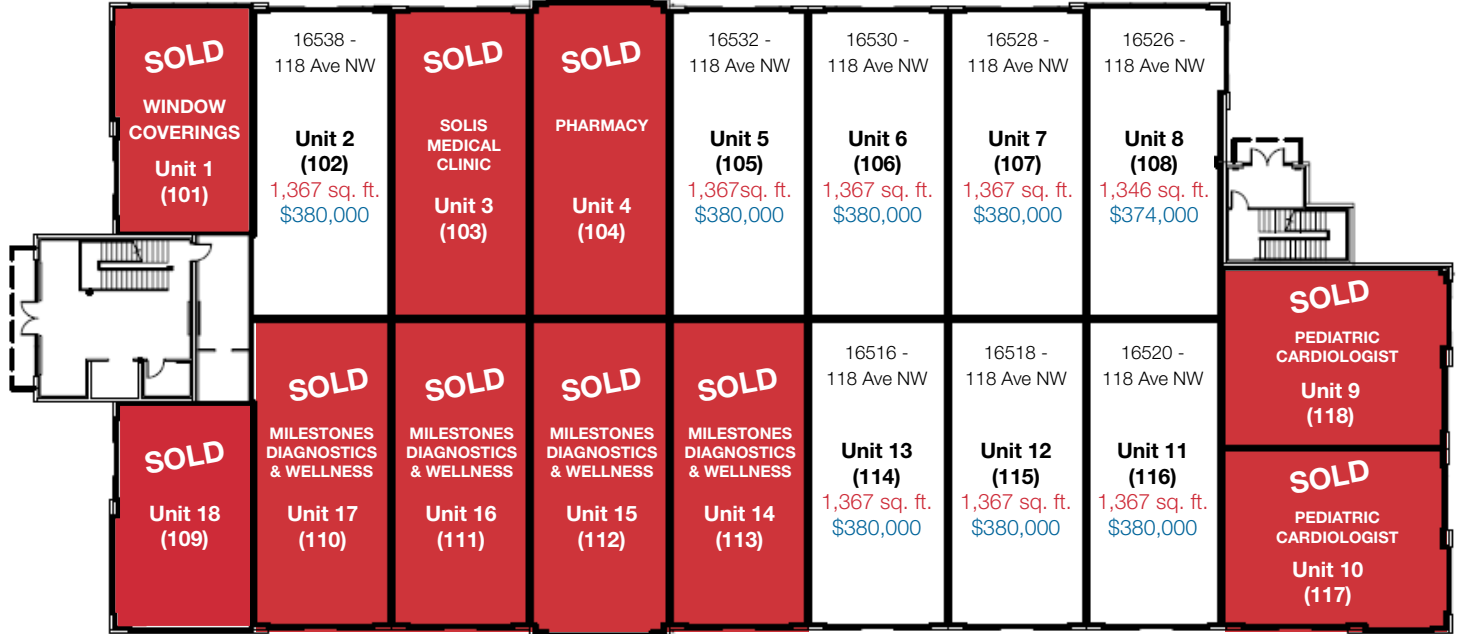 SOLD
WINDOW
COVERINGS
Unit 1
(101)
16538 -
118 Ave NW
Unit 2
(102)
1,367 sq. ft.
$380,000
SOLD
SOLIS
MEDICAL
CLINIC
Unit 3
(103)
SOLD
PHARMACY
Unit 4
(104)
16532 -
118 Ave NW
Unit 5
(105)
1,367sq. ft.
$380,000
16530 -
118 Ave NW
Unit 6
(106)
1,367 sq. ft.
$380,000
16528 -
118 Ave NW
Unit 7
(107)
1,367 sq. ft.
$380,000
16526 -
118 Ave NW
Unit 8
(108)
1,346 sq. ft.
$374,000
SOLD
PEDIATRIC
CARDIOLOGIST
Unit 9
(118)
SOLD
Unit 18
(109)
SOLD
MILESTONES
DIAGNOSTICS
& WELLNESS
Unit 17
(110)
SOLD
MILESTONES
DIAGNOSTICS
& WELLNESS
Unit 16
(111)
SOLD
MILESTONES
DIAGNOSTICS
& WELLNESS
Unit 15
(112)
SOLD
MILESTONES
DIAGNOSTICS
& WELLNESS
Unit 14
(113)
16516 -
118 Ave NW
Unit 13
(114)
1,367 sq. ft.
$380,000
16518 -
118 Ave NW
Unit 12
(115)
1,367 sq. ft.
$380,000
16520 -
118 Ave NW
Unit 11
(116)
1,367 sq. ft.
$380,000
SOLD
PEDIATRIC
CARDIOLOGIST
Unit 10
(117)